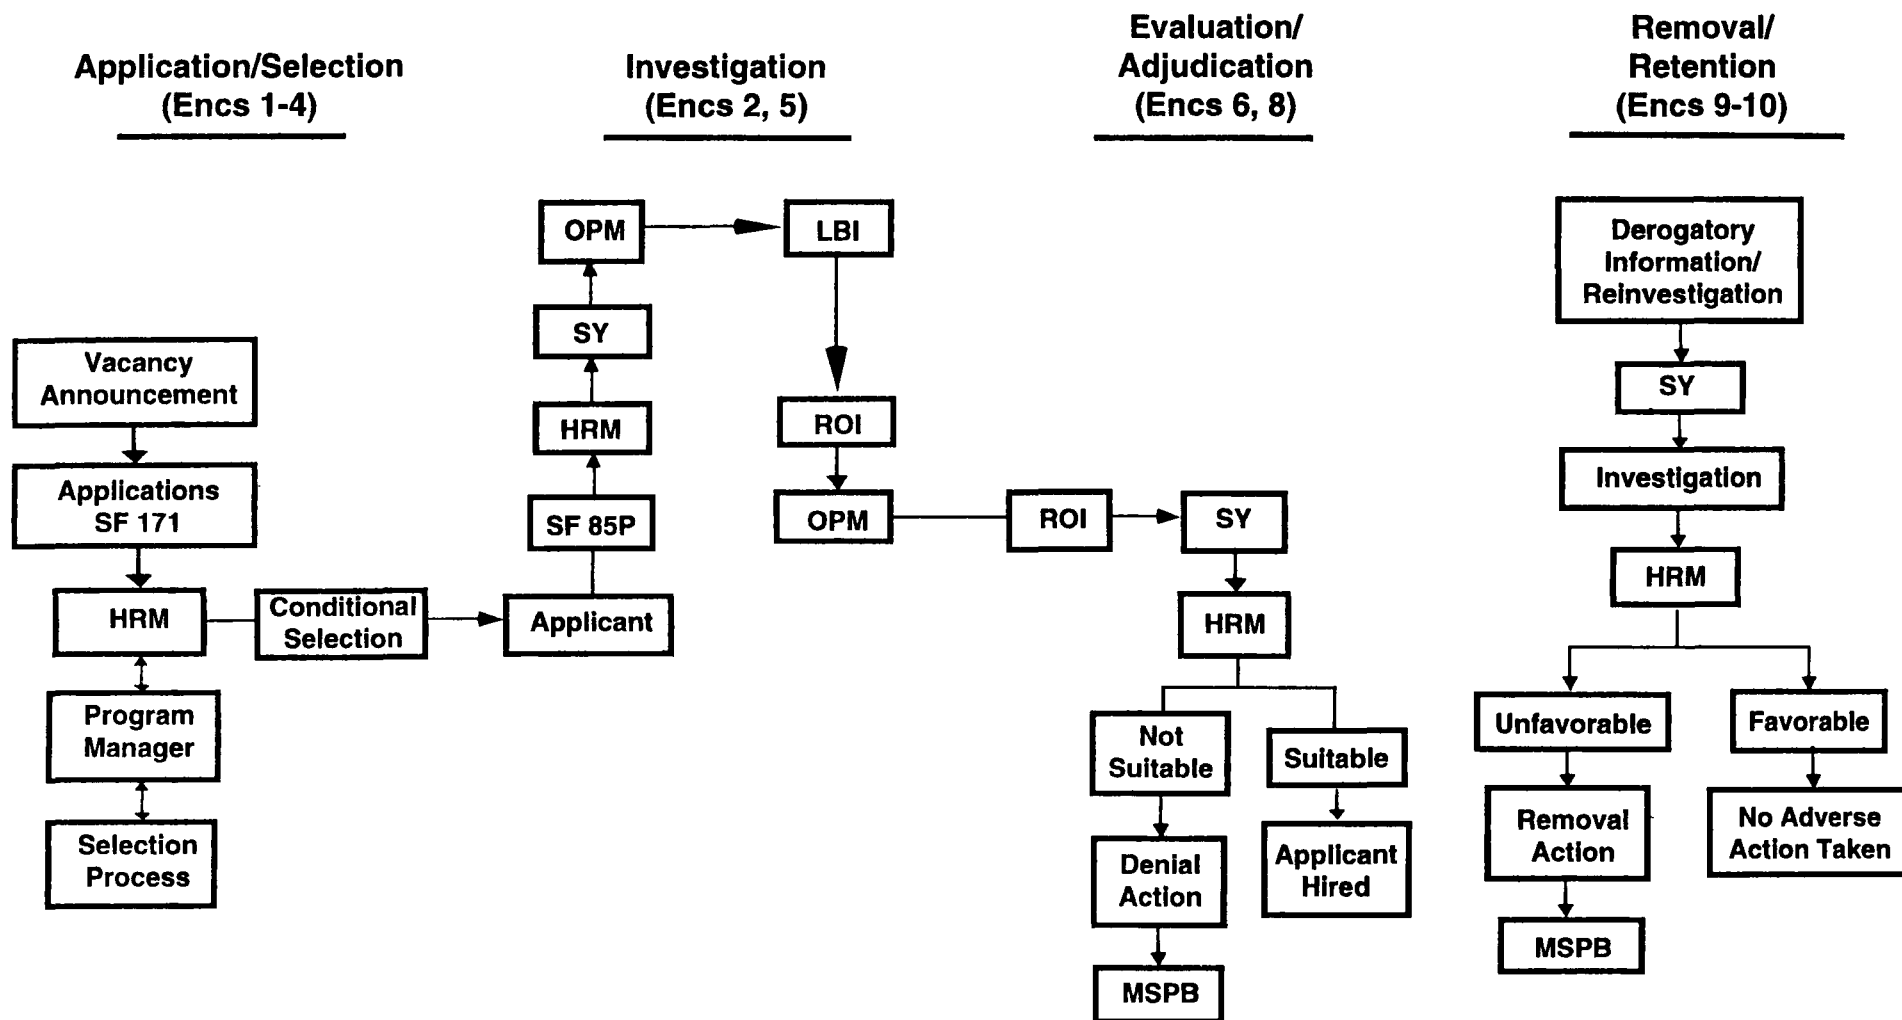 Application/Selection
(Encs 1-4)
Investigation
(Encs 2, 5)
Evaluation/
Adjudication
(Encs 6, 8)
Removal/
Retention
(Encs 9-10)
Vacancy
Announcement
Applications
SF 171
HRM
Program
Manager
Selection
Process
Conditional
Selection
Applicant
SF 85P
HRM
SY
OPM
LBI
ROI
OPM
ROI
SY
HRM
Not
Suitable
Denial
Action
MSPB
Suitable
Applicant
Hired
Derogatory
Information/
Reinvestigation
SY
Investigation
HRM
Unfavorable
Removal
Action
MSPB
Favorable
No Adverse
Action Taken